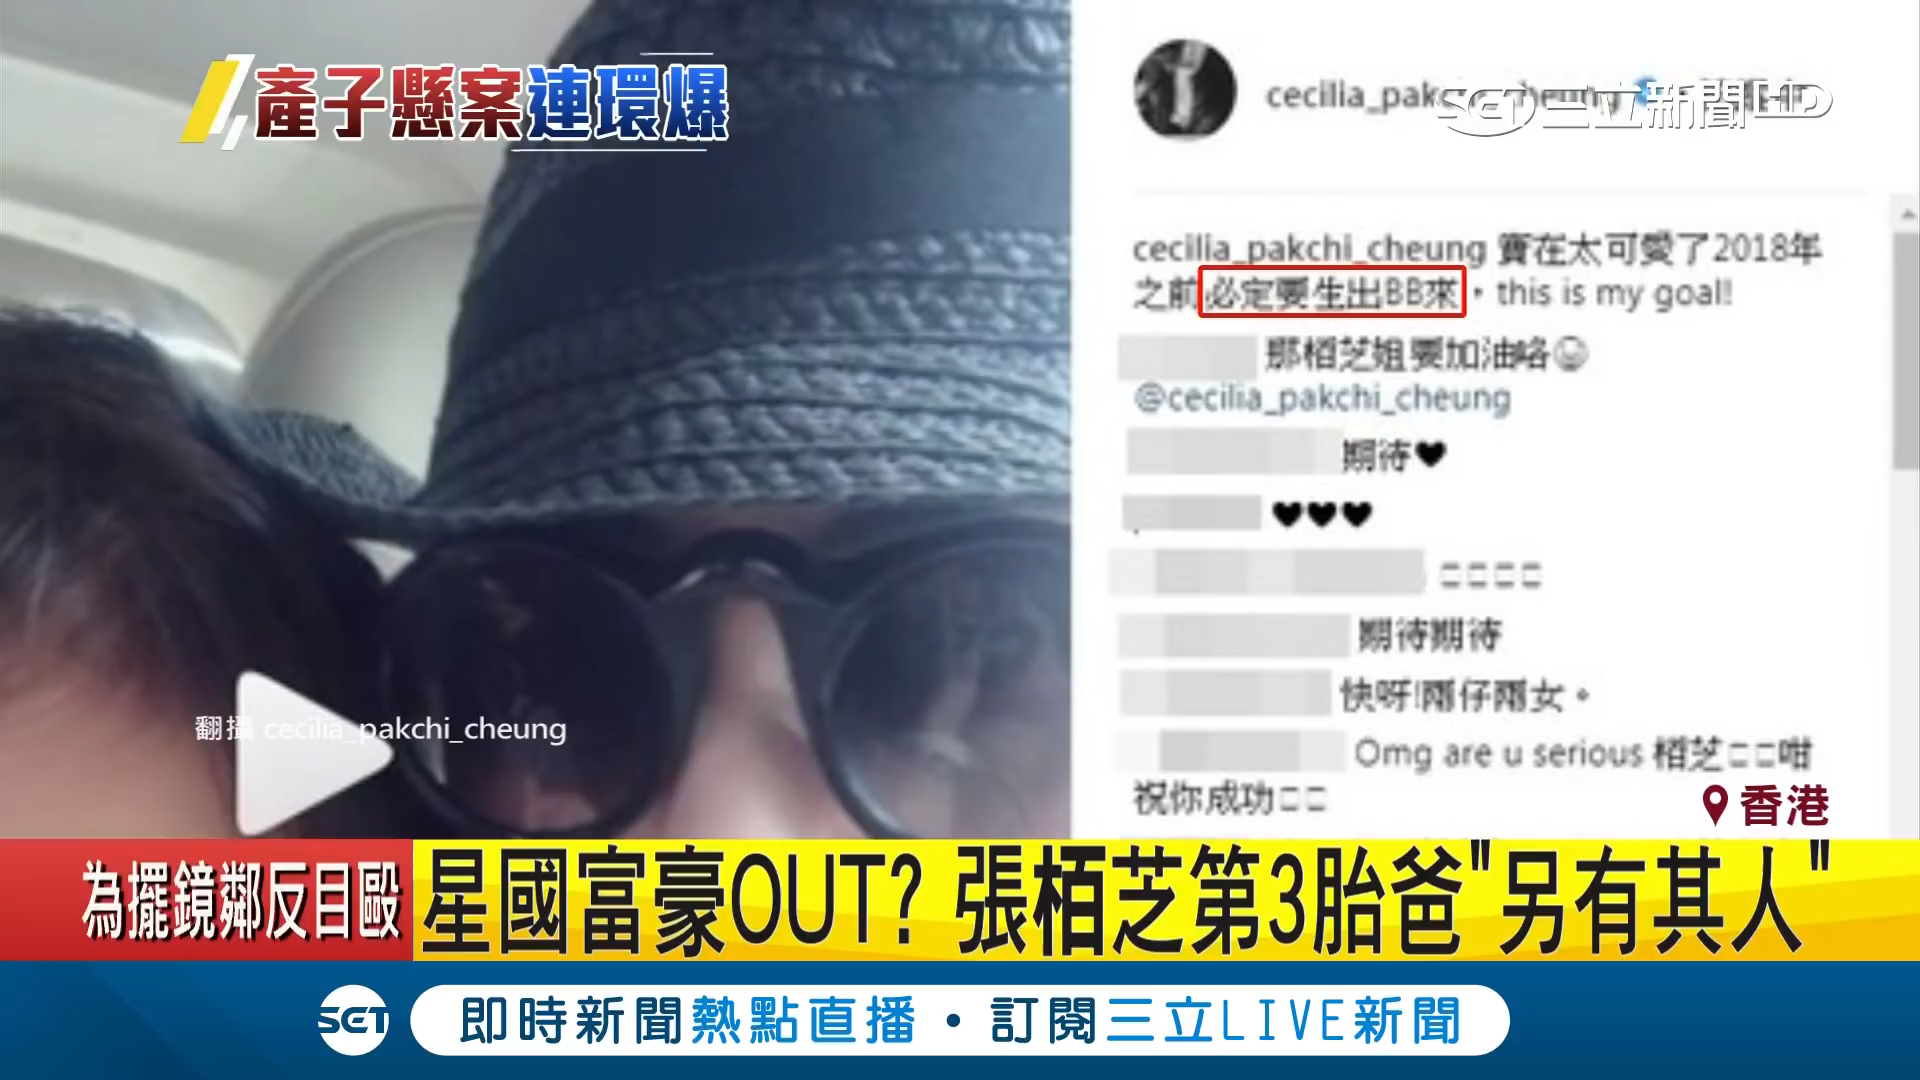 產子懸案連環爆
SET三立新聞HD
cecilia_pakchi_cheung
cecilia_pakchi_cheung 實在太可愛了2018年
之前必定要生出BB來，this is my goal!
那栢芝姐要加油咯
@cecilia_pakchi_cheung
期待♥
♥♥♥
□□□□
期待期待
快呀!兩仔兩女。
Omg are u serious 栢芝□□咁
祝你成功□□
翻攝 cecilia_pakchi_cheung
香港
為擺鏡鄰反目毆
星國富豪OUT? 張栢芝第3胎爸"另有其人"
SET 即時新聞熱點直播・訂閱三立LIVE新聞